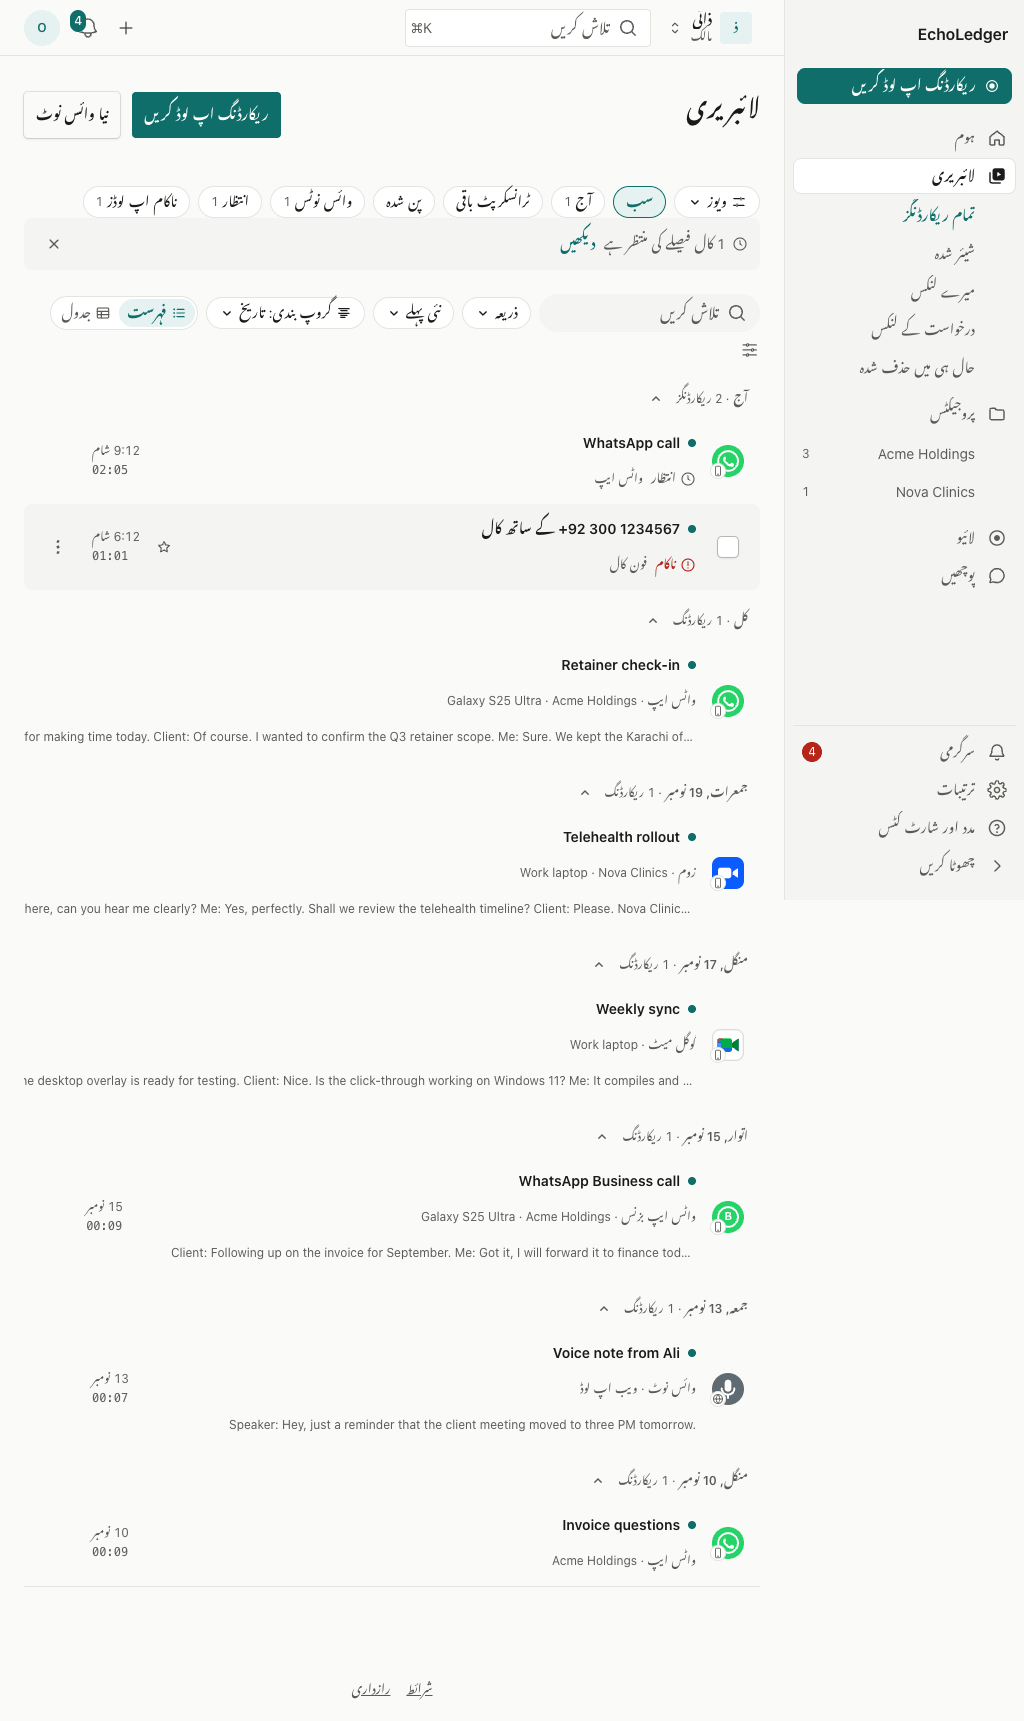 EchoLedger
ریکارڈنگ اپ لوڈ کریں
ہوم
لائبریری
تمام ریکارڈنگز
شیئر شدہ
میرے لنکس
درخواست کے لنکس
حال ہی میں حذف شدہ
پروجیکٹس
Acme Holdings 3
Nova Clinics 1
لائیو
پوچھیں
سرگرمی 4
ترتیبات
مدد اور شارٹ کٹس
چھوٹا کریں
ذ ذاتی
مالک
تلاش کریں ⌘K
4
O
لائبریری
ریکارڈنگ اپ لوڈ کریں
نیا وائس نوٹ
ویوز سب آج 1 ٹرانسکرپٹ باقی پن شدہ وائس نوٹس 1 انتظار 1 ناکام اپ لوڈز 1
1 کال فیصلے کی منتظر ہے دیکھیں
تلاش کریں ذریعہ نئی پہلے گروپ بندی: تاریخ فہرست جدول
آج · 2 ریکارڈنگز
WhatsApp call
انتظار واٹس ایپ
9:12 شام
02:05
+92 300 1234567 کے ساتھ کال
ناکام فون کال
6:12 شام
01:01
کل · 1 ریکارڈنگ
Retainer check-in
واٹس ایپ · Galaxy S25 Ultra · Acme Holdings
for making time today. Client: Of course. I wanted to confirm the Q3 retainer scope. Me: Sure. We kept the Karachi of...
جمعرات, 19 نومبر · 1 ریکارڈنگ
Telehealth rollout
زوم · Work laptop · Nova Clinics
here, can you hear me clearly? Me: Yes, perfectly. Shall we review the telehealth timeline? Client: Please. Nova Clinic...
منگل, 17 نومبر · 1 ریکارڈنگ
Weekly sync
گوگل میٹ · Work laptop
desktop overlay is ready for testing. Client: Nice. Is the click-through working on Windows 11? Me: It compiles and ...
اتوار, 15 نومبر · 1 ریکارڈنگ
WhatsApp Business call
واٹس ایپ بزنس · Galaxy S25 Ultra · Acme Holdings
Client: Following up on the invoice for September. Me: Got it, I will forward it to finance tod...
15 نومبر
00:09
جمعہ, 13 نومبر · 1 ریکارڈنگ
Voice note from Ali
وائس نوٹ · ویب اپ لوڈ
Speaker: Hey, just a reminder that the client meeting moved to three PM tomorrow.
13 نومبر
00:07
منگل, 10 نومبر · 1 ریکارڈنگ
Invoice questions
واٹس ایپ · Acme Holdings
10 نومبر
00:09
شرائط رازداری